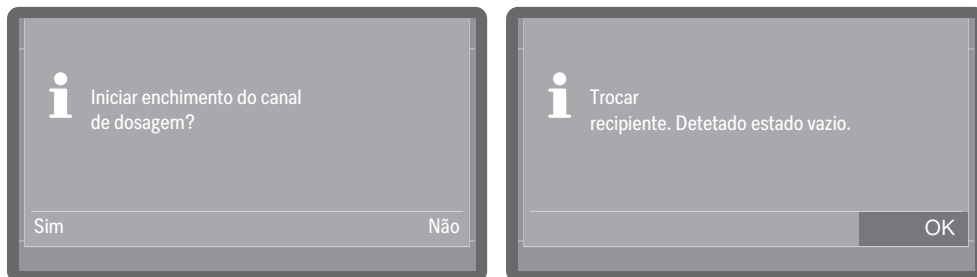 Iniciar enchimento do canal
de dosagem?
Sim
Não
Trocar
recipiente. Detetado estado vazio.
OK